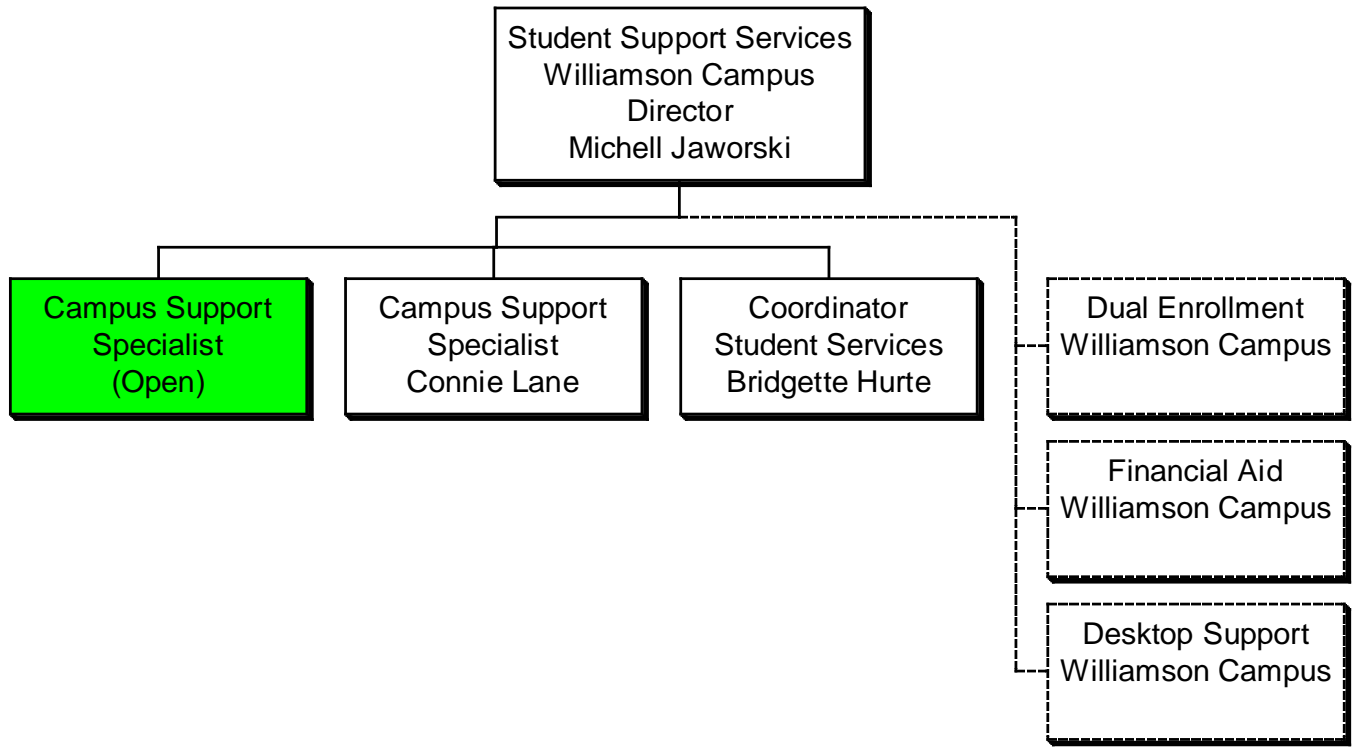 Student Support Services
Williamson Campus
Director
Michell Jaworski
Campus Support
Specialist
(Open)
Campus Support
Specialist
Connie Lane
Coordinator
Student Services
Bridgette Hurte
Dual Enrollment
Williamson Campus
Financial Aid
Williamson Campus
Desktop Support
Williamson Campus